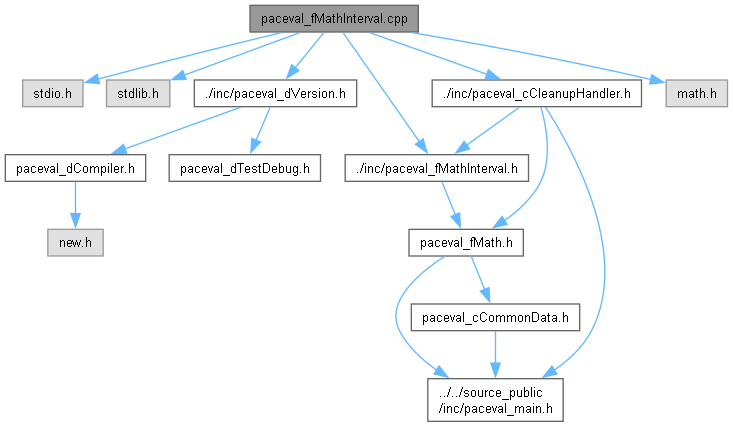 paceval_fMathInterval.cpp
stdio.h
stdlib.h
../inc/paceval_dVersion.h
../inc/paceval_cCleanupHandler.h
math.h
paceval_dCompiler.h
paceval_dTestDebug.h
./inc/paceval_fMathInterval.h
new.h
paceval_fMath.h
paceval_cCommonData.h
../../source_public
/inc/paceval_main.h